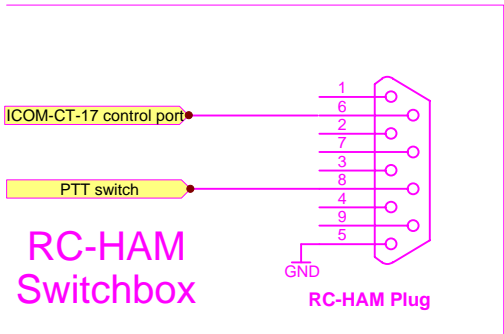 1
ICOM-CT-17 control port
6
2
7
3
PTT switch
8
4
9
5
RC-HAM
Switchbox
GND
RC-HAM Plug